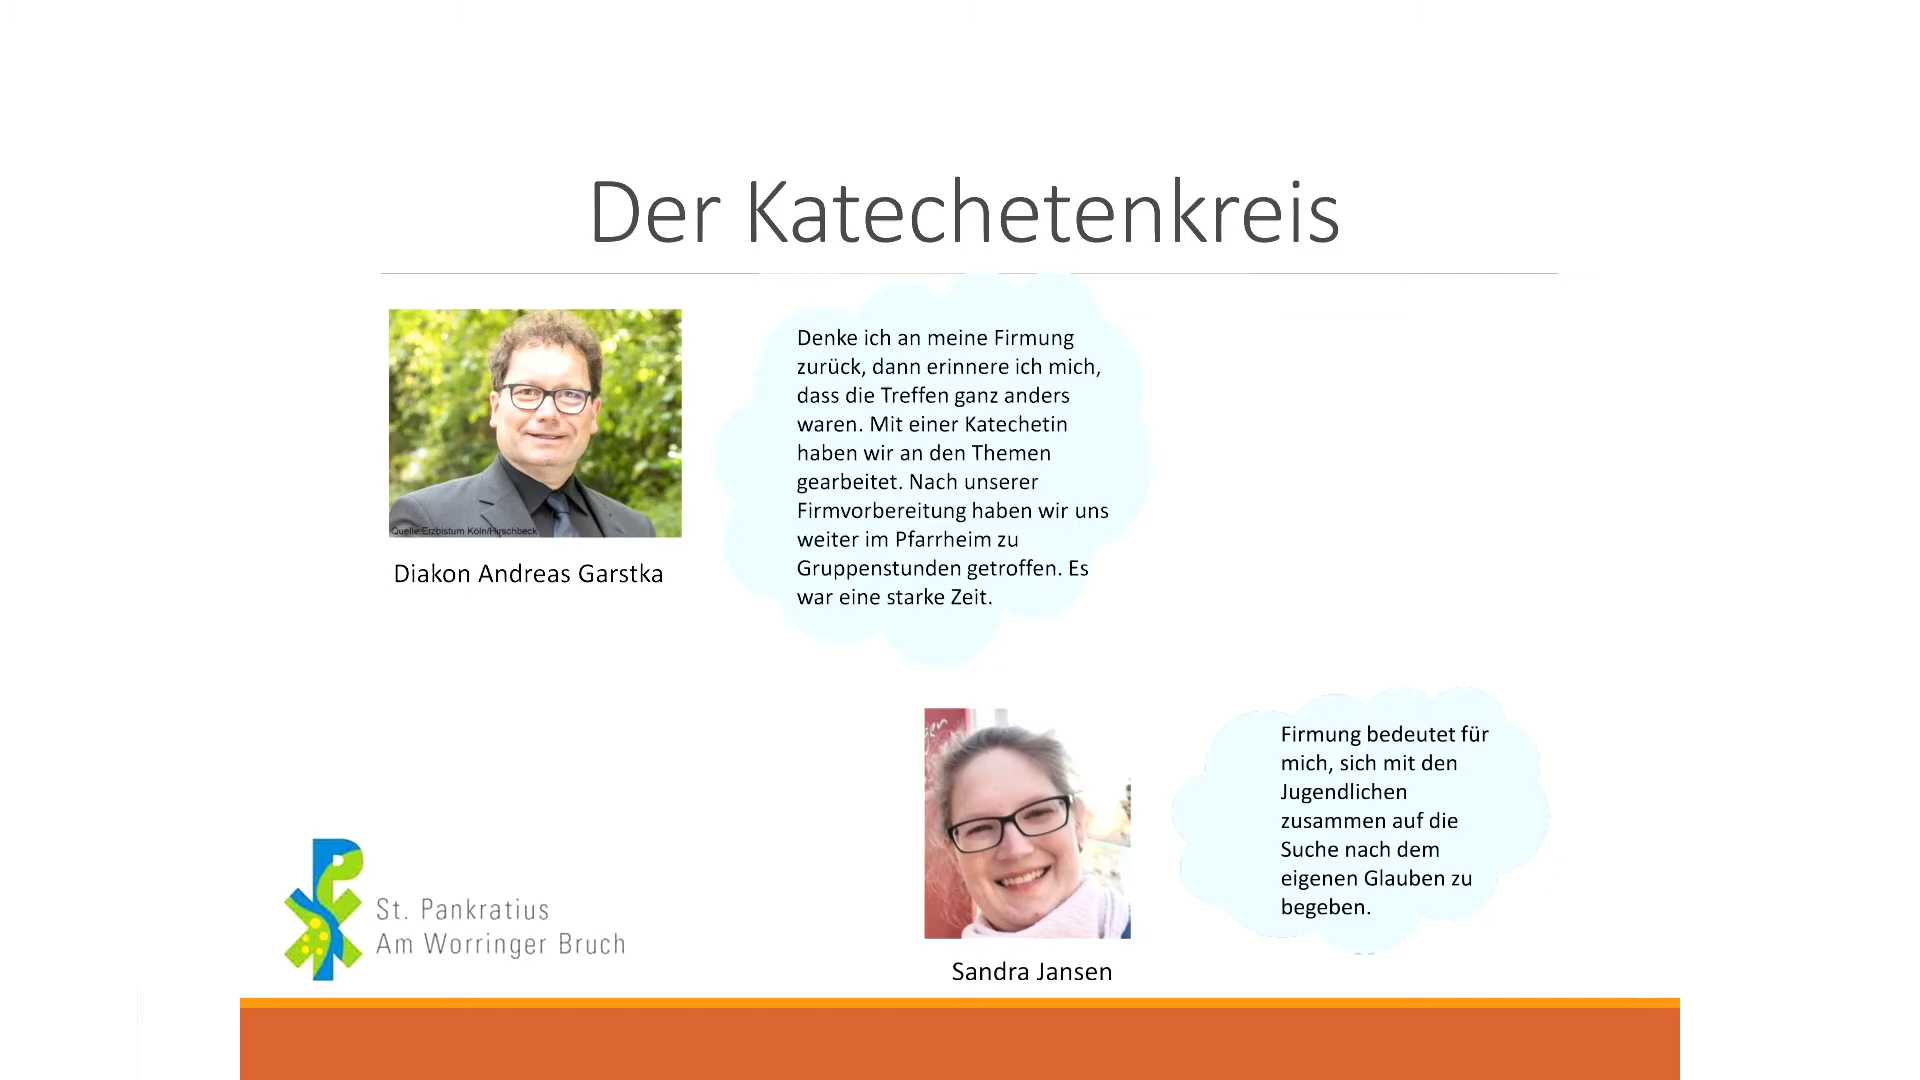 Der Katechetenkreis
Denke ich an meine Firmung
zurück, dann erinnere ich mich,
dass die Treffen ganz anders
waren. Mit einer Katechetin
haben wir an den Themen
gearbeitet. Nach unserer
Firmvorbereitung haben wir uns
weiter im Pfarrheim zu
Gruppenstunden getroffen. Es
war eine starke Zeit.
Quelle:Erzbistum Köln/Hirschbeck
Diakon Andreas Garstka
Firmung bedeutet für
mich, sich mit den
Jugendlichen
zusammen auf die
Suche nach dem
eigenen Glauben zu
begeben.
Sandra Jansen
St. Pankratius
Am Worringer Bruch